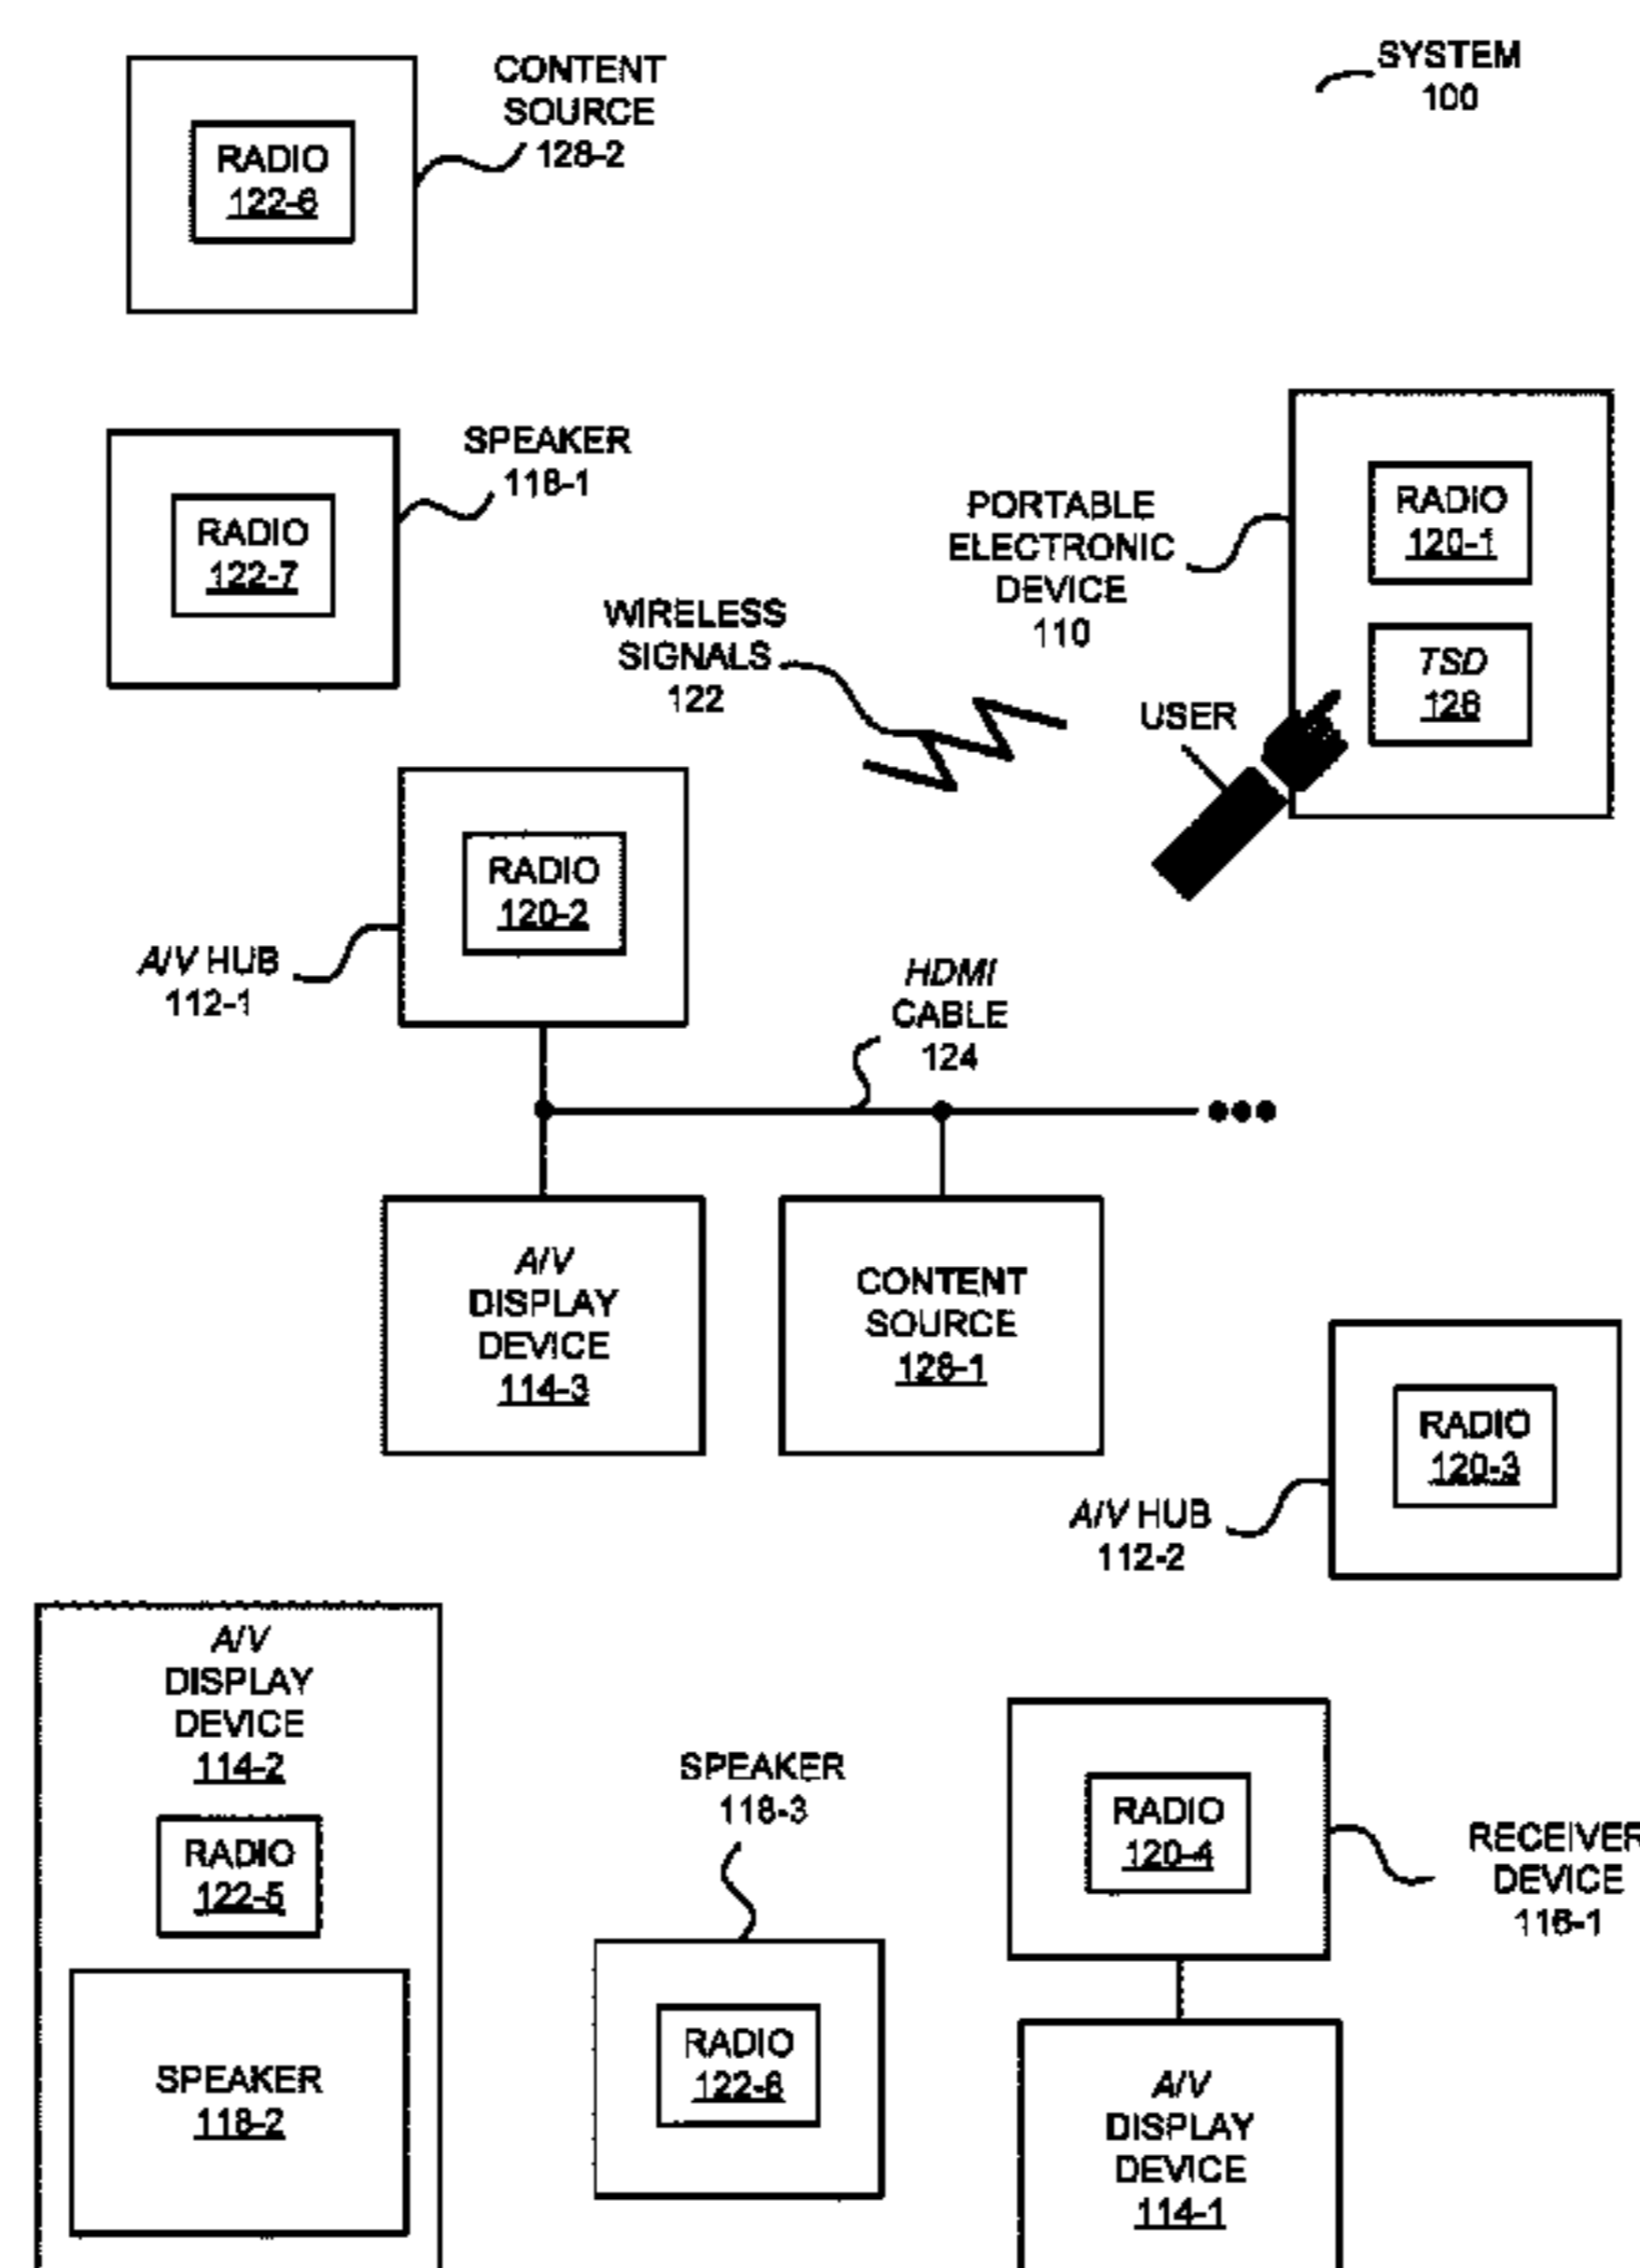 SYSTEM
100
CONTENT
SOURCE
128-2
RADIO
122-6
SPEAKER
118-1
RADIO
122-7
PORTABLE
ELECTRONIC
DEVICE
110
RADIO
120-1
TSD
126
WIRELESS
SIGNALS
122
USER
RADIO
120-2
A/V HUB
112-1
HDMI
CABLE
124
A/V
DISPLAY
DEVICE
114-3
CONTENT
SOURCE
128-1
RADIO
120-3
A/V HUB
112-2
A/V
DISPLAY
DEVICE
114-2
RADIO
122-5
SPEAKER
118-2
SPEAKER
118-3
RADIO
122-8
RADIO
120-4
RECEIVER
DEVICE
116-1
A/V
DISPLAY
DEVICE
114-1